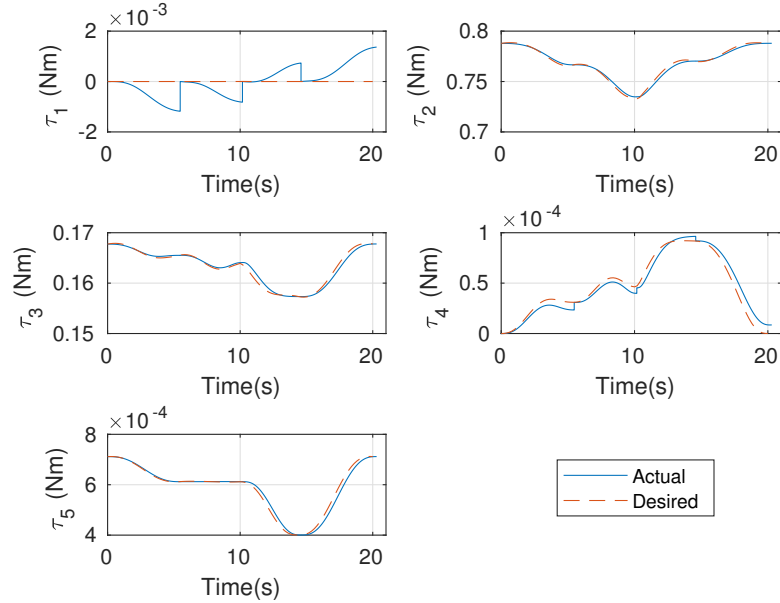 ×10⁻³
2
0
-2
τ₁ (Nm)
0 10 20
Time(s)
0.8
0.75
0.7
τ₂ (Nm)
0 10 20
Time(s)
0.17
0.16
0.15
τ₃ (Nm)
0 10 20
Time(s)
×10⁻⁴
1
0.5
0
τ₄ (Nm)
0 10 20
Time(s)
×10⁻⁴
8
6
4
τ₅ (Nm)
0 10 20
Time(s)
Actual
Desired